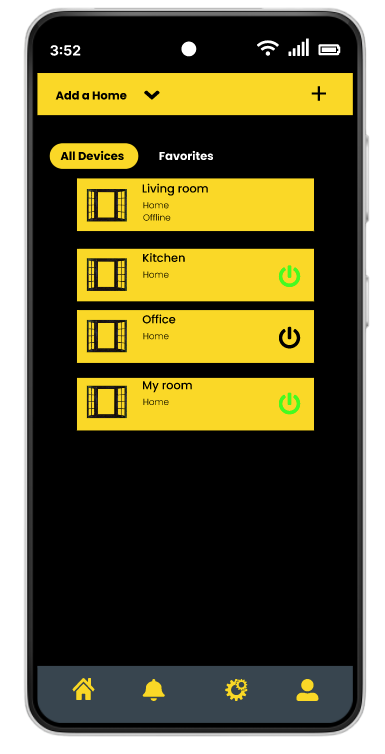 3:52
Add a Home
+
All Devices
Favorites
Living room
Home
Offline
Kitchen
Home
Office
Home
My room
Home